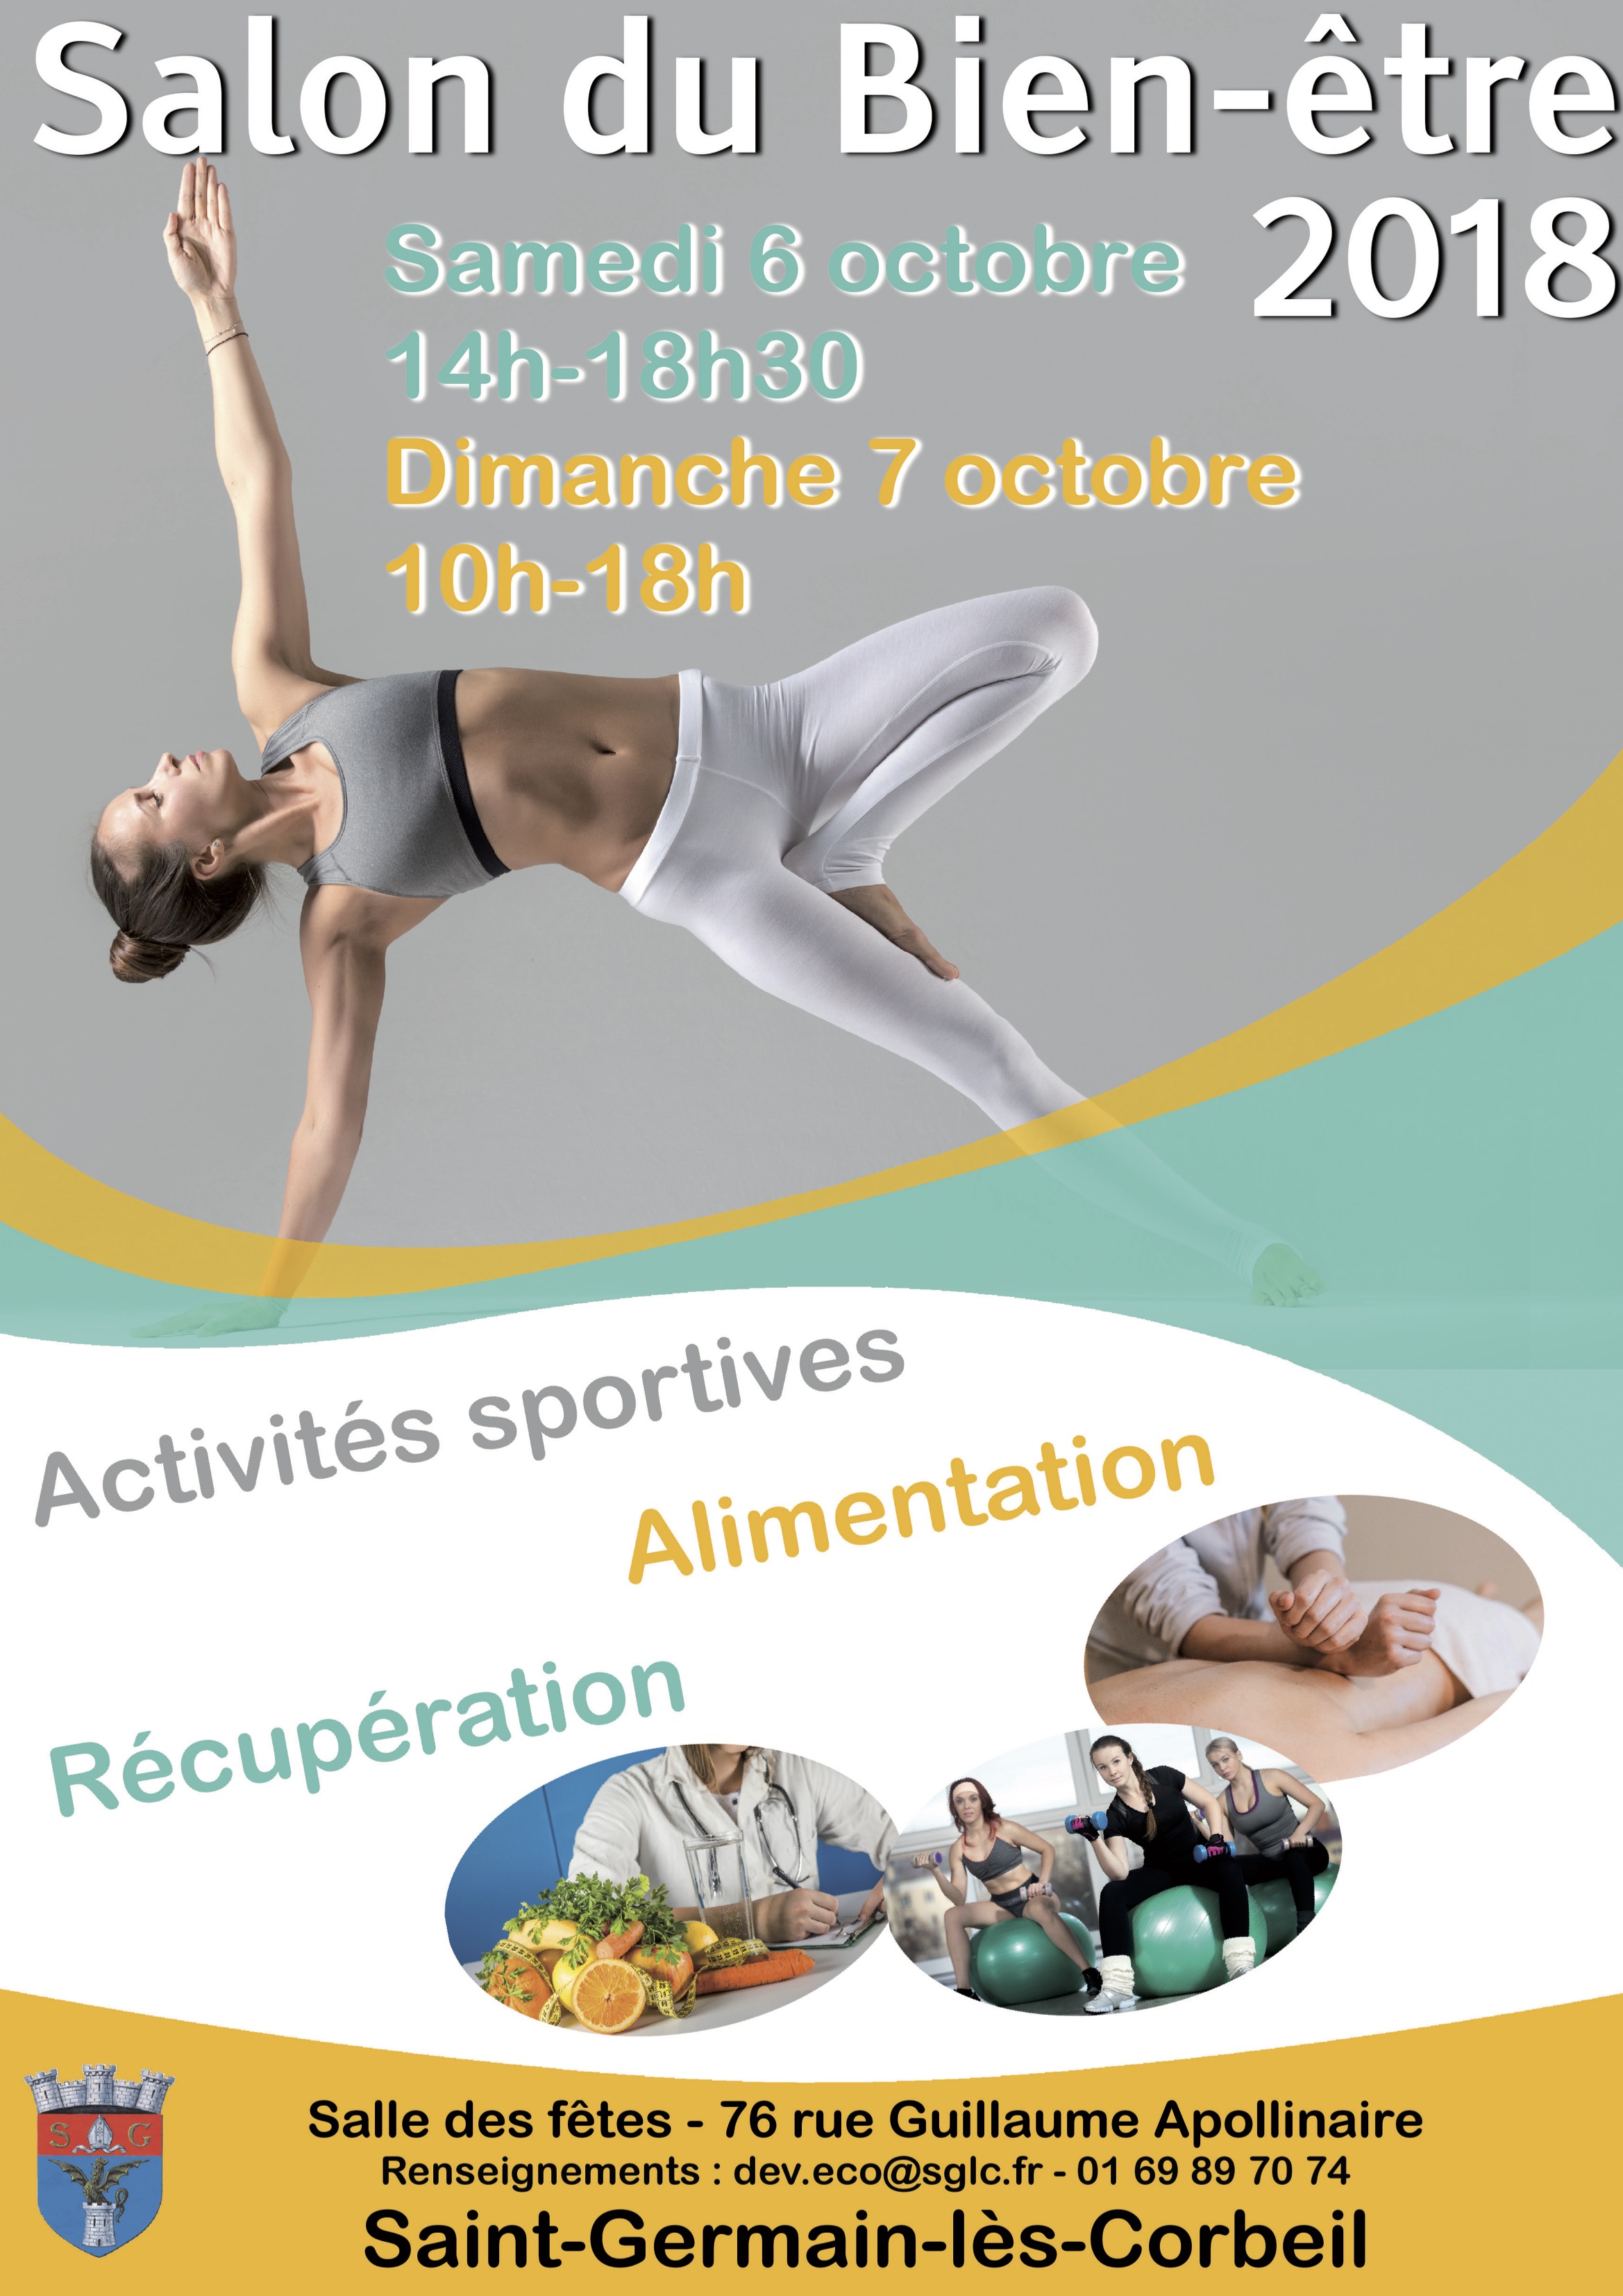 Salon du Bien-être
2018
Samedi 6 octobre
14h-18h30
Dimanche 7 octobre
10h-18h
Activités sportives
Alimentation
Récupération
S G
Salle des fêtes - 76 rue Guillaume Apollinaire
Renseignements : dev.eco@sglc.fr - 01 69 89 70 74
Saint-Germain-lès-Corbeil